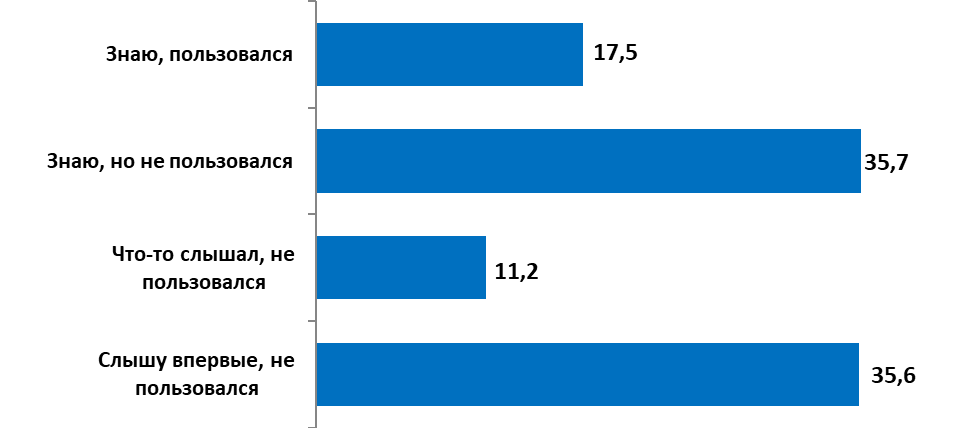 Знаю, пользовался
17,5
Знаю, но не пользовался
35,7
Что-то слышал, не
пользовался
11,2
Слышу впервые, не
пользовался
35,6